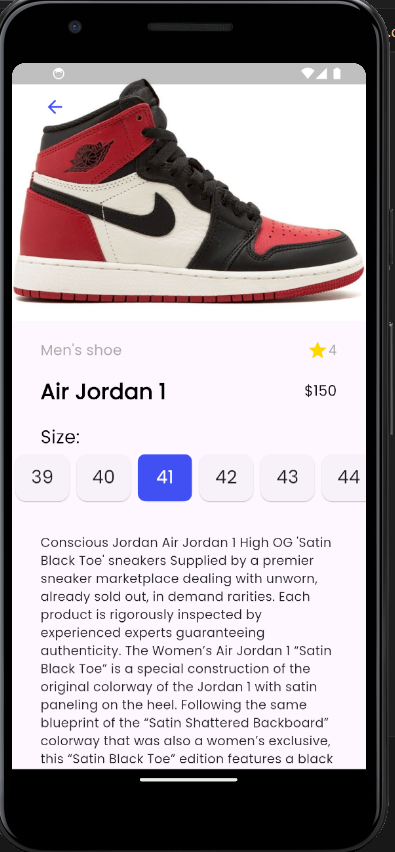 Men's shoe
4
Air Jordan 1
$150
Size:
39 40 41 42 43 44
Conscious Jordan Air Jordan 1 High OG 'Satin
Black Toe' sneakers Supplied by a premier
sneaker marketplace dealing with unworn,
already sold out, in demand rarities. Each
product is rigorously inspected by
experienced experts guaranteeing
authenticity. The Women’s Air Jordan 1 “Satin
Black Toe” is a special construction of the
original colorway of the Jordan 1 with satin
paneling on the heel. Following the same
blueprint of the “Satin Shattered Backboard”
colorway that was also a women’s exclusive,
this “Satin Black Toe” edition features a black